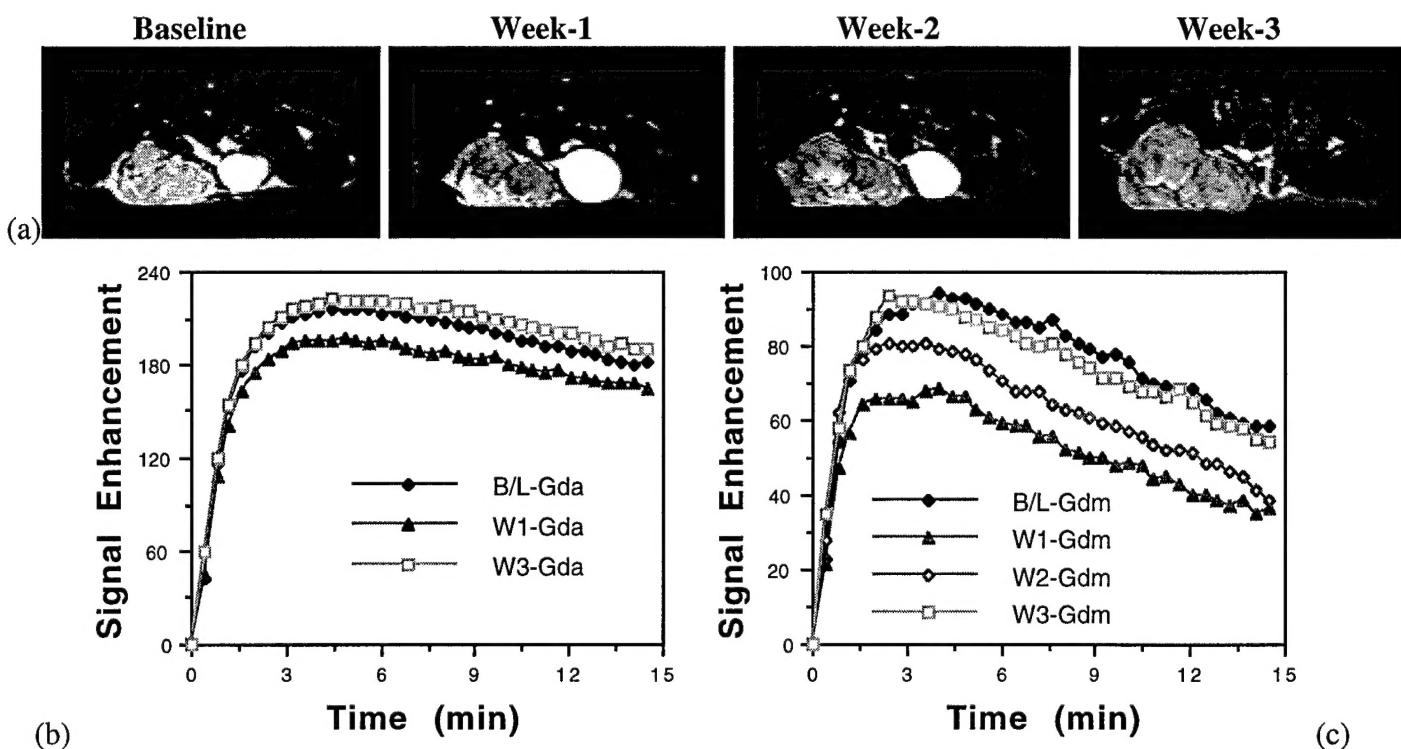 Baseline Week-1 Week-2 Week-3
(a)
240
180
120
60
0
Signal Enhancement
B/L-Gda
W1-Gda
W3-Gda
0 3 6 9 12 15
Time (min)
(b)
100
80
60
40
20
0
Signal Enhancement
B/L-Gdm
W1-Gdm
W2-Gdm
W3-Gdm
0 3 6 9 12 15
Time (min)
(c)